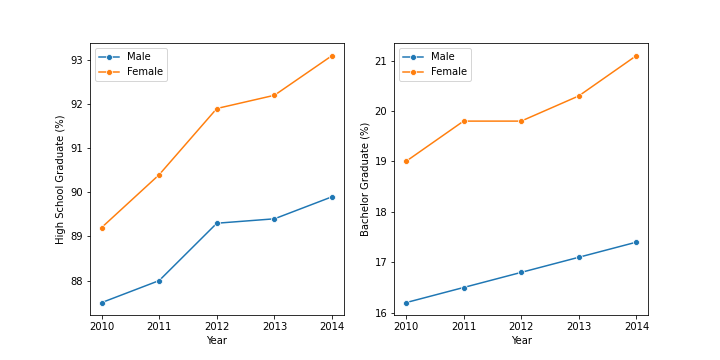 Male
Female
93
92
91
90
89
88
High School Graduate (%)
2010 2011 2012 2013 2014
Year
Male
Female
21
20
19
18
17
16
Bachelor Graduate (%)
2010 2011 2012 2013 2014
Year